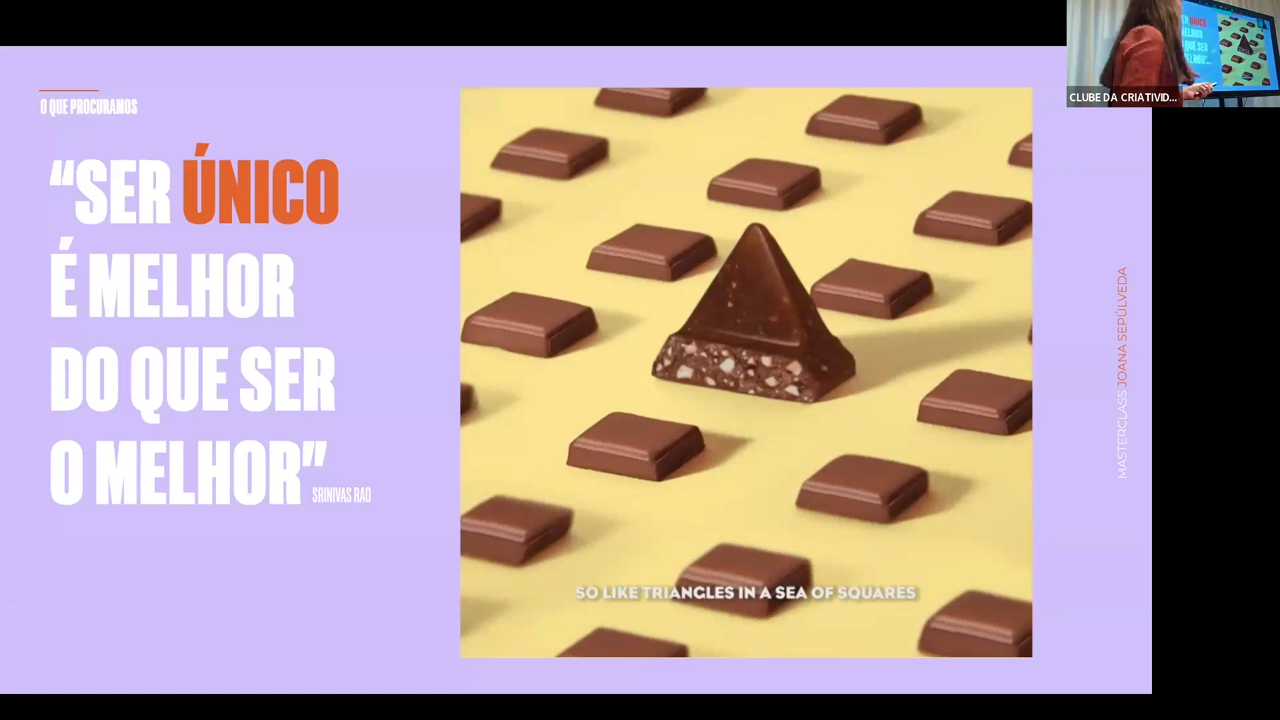 O QUE PROCURAMOS
“SER ÚNICO
É MELHOR
DO QUE SER
O MELHOR”
SRINIVAS RAO
SO LIKE TRIANGLES IN A SEA OF SQUARES
MASTERCLASS JOANA SEPÚLVEDA
CLUBE DA CRIATIVID...